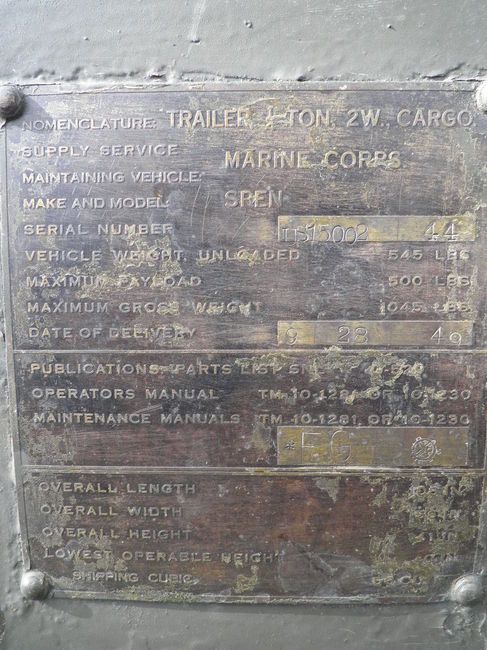 NOMENCLATURE: TRAILER, TON, 2W. CARGO
SUPPLY SERVICE MARINE CORPS
MAINTAINING VEHICLE:
MAKE AND MODEL: SPEN
SERIAL NUMBER 44
VEHICLE WEIGHT, UNLOADED 545 LBS
MAXIMUM PAYLOAD 500 LBS
MAXIMUM GROSS WEIGHT 1045 LBS
DATE OF DELIVERY 9 28 49
PUBLICATIONS: PARTS LIST
OPERATORS MANUAL TM 10-1281, OR 10-1230
MAINTENANCE MANUALS TM 10-1281, OR 10-1230
OVERALL LENGTH
OVERALL WIDTH
OVERALL HEIGHT
LOWEST OPERABLE HEIGHT
SHIPPING CUBIC